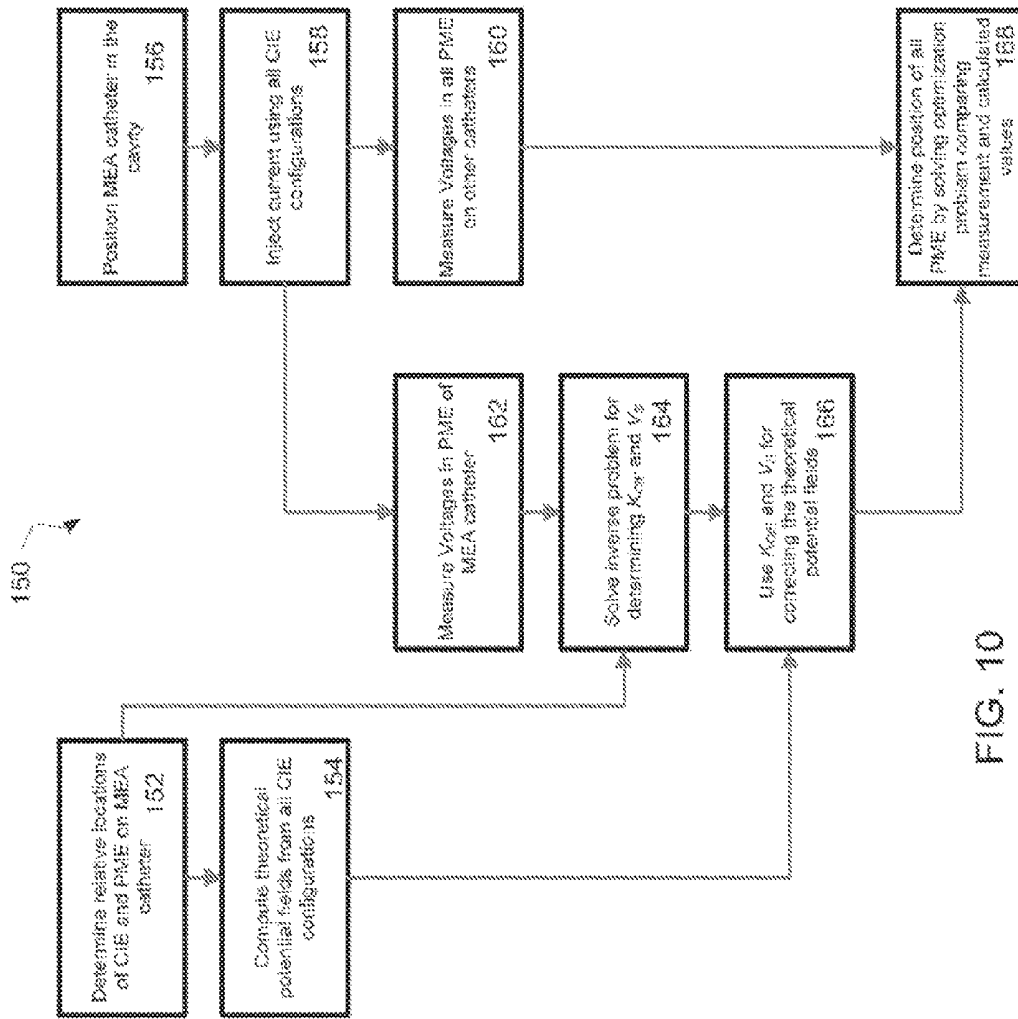 150
Determine relative locations
of CIE and PME on MEA
catheter
152
Compute theoretical
potential fields from all CIE
configurations
154
Position MEA catheter in the
cavity
156
Inject current using all CIE
configurations
158
Measure Voltages in all PME
on other catheters
160
Measure Voltages in PME of
MEA catheter
162
Solve inverse problem for
determining and
164
Use and for
correcting the theoretical
potential fields
166
Determine position of all
PME by solving optimization
problem comparing
measurement and calculated
values
168
FIG. 10